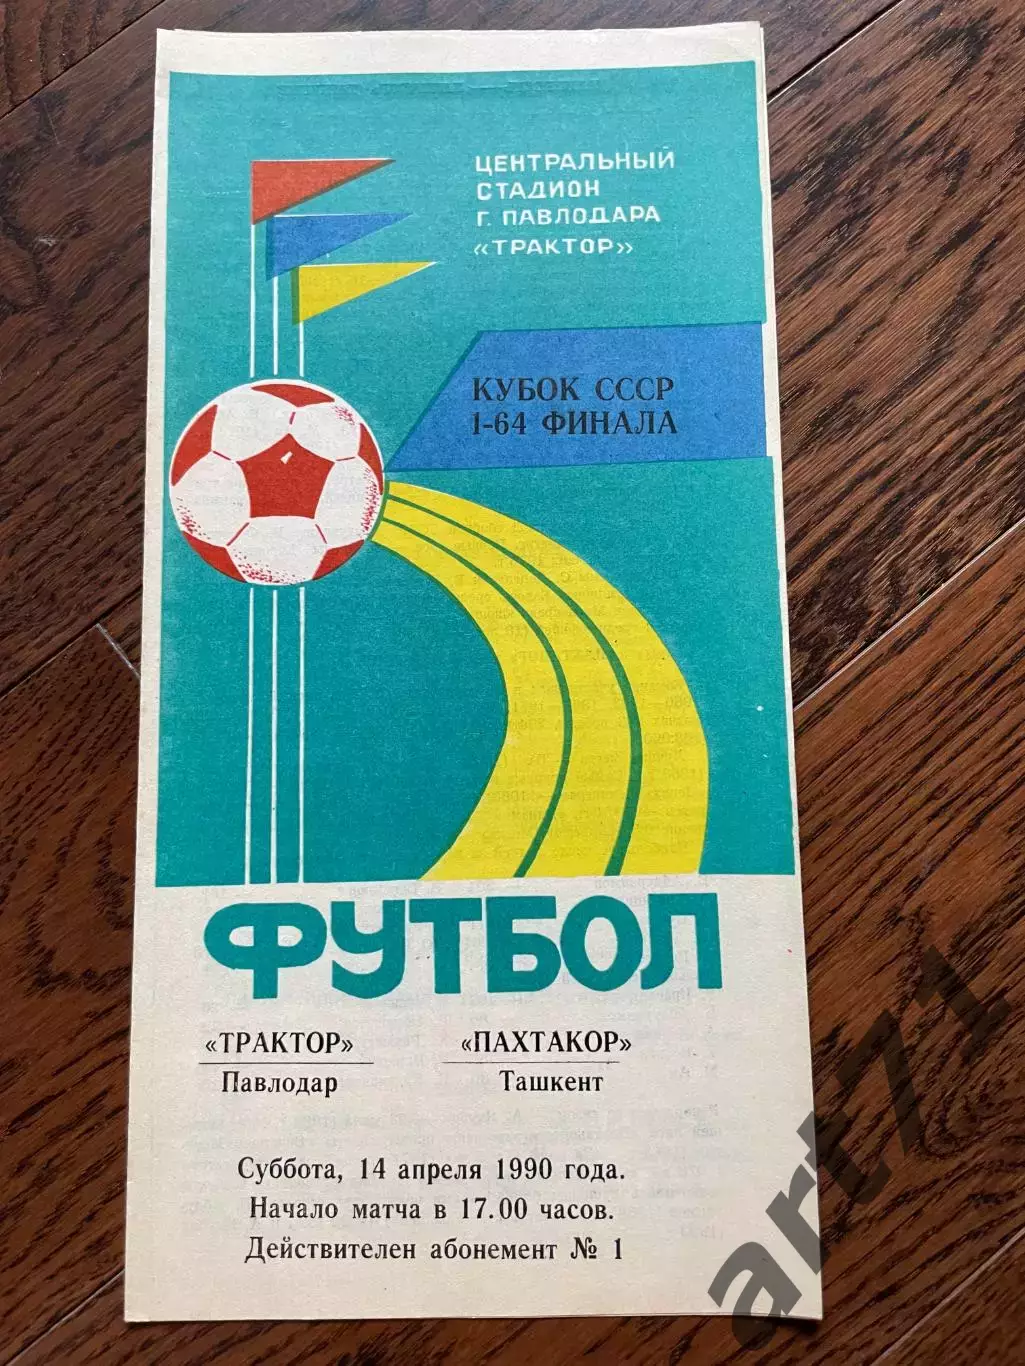 ЦЕНТРАЛЬНЫЙ
СТАДИОН
Г. ПАВЛОДАРА
«ТРАКТОР»
КУБОК СССР
1-64 ФИНАЛА
ФУТБОЛ
«ТРАКТОР» «ПАХТАКОР»
Павлодар Ташкент
Суббота, 14 апреля 1990 года.
Начало матча в 17.00 часов.
Действителен абонемент № 1
art71